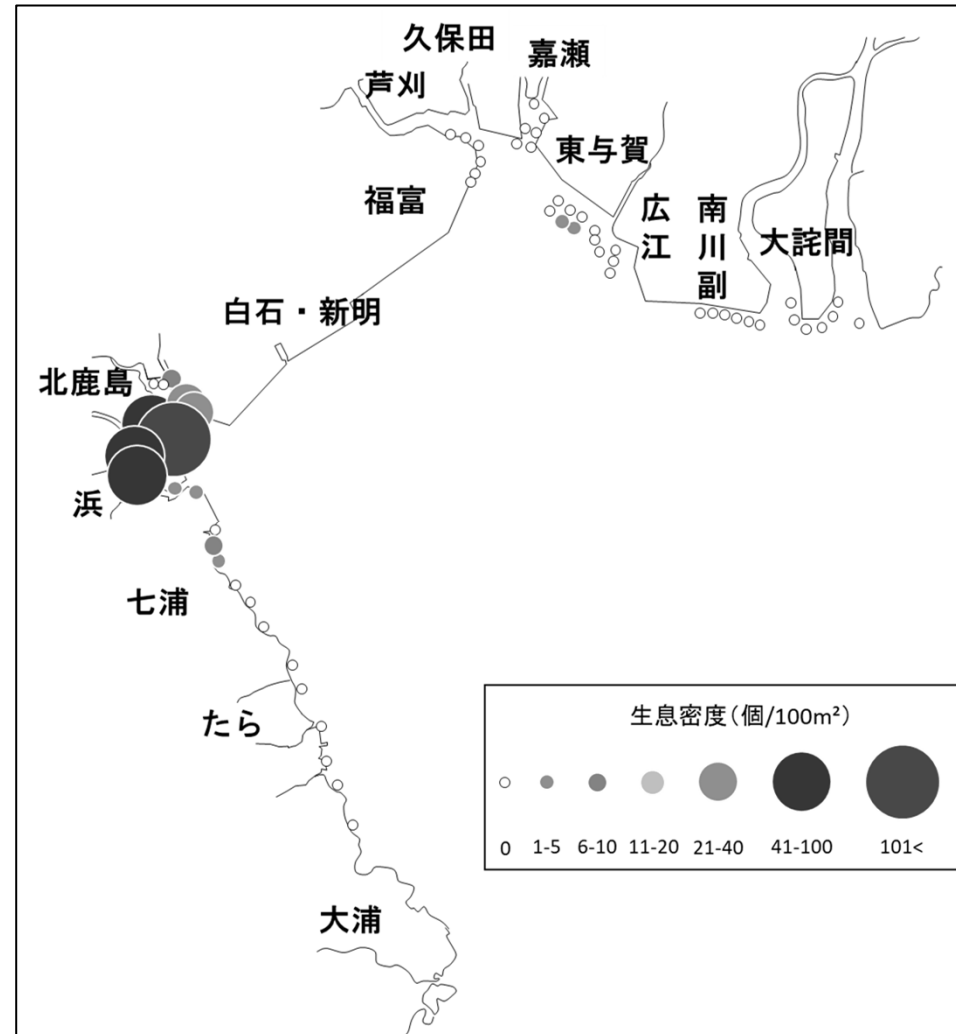 久保田
嘉瀬
芦刈
東与賀
福富
広江
南川副
大詫間
白石・新明
北鹿島
浜
七浦
たら
大浦
生息密度(個/100m²)
0 1-5 6-10 11-20 21-40 41-100 101<